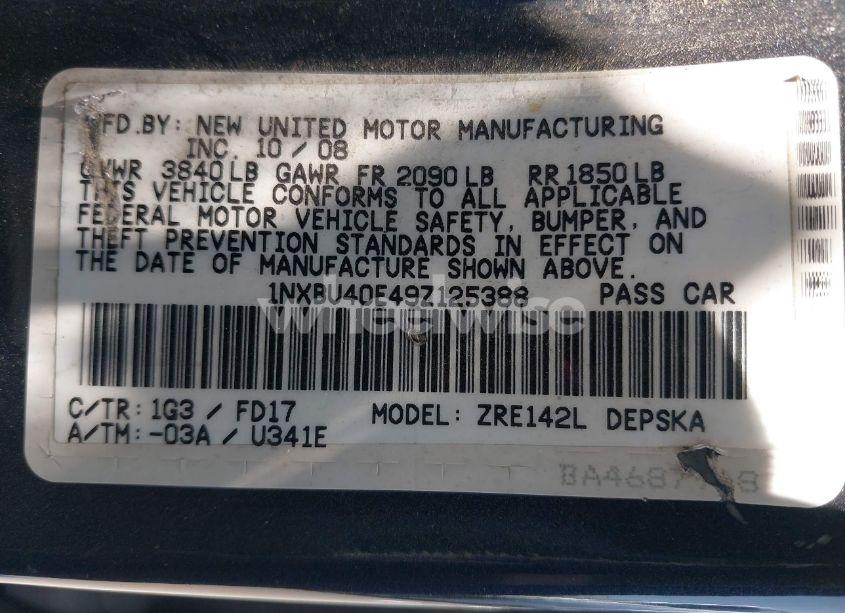 MFD.BY: NEW UNITED MOTOR MANUFACTURING
INC. 10 / 08
GVWR 3840 LB GAWR FR 2090 LB RR 1850 LB
THIS VEHICLE CONFORMS TO ALL APPLICABLE
FEDERAL MOTOR VEHICLE SAFETY, BUMPER, AND
THEFT PREVENTION STANDARDS IN EFFECT ON
THE DATE OF MANUFACTURE SHOWN ABOVE.
1NXBU40E49Z125388 PASS CAR
wheelwise
C/TR: 1G3 / FD17 MODEL: ZRE142L DEPSKA
A/TM: -03A / U341E